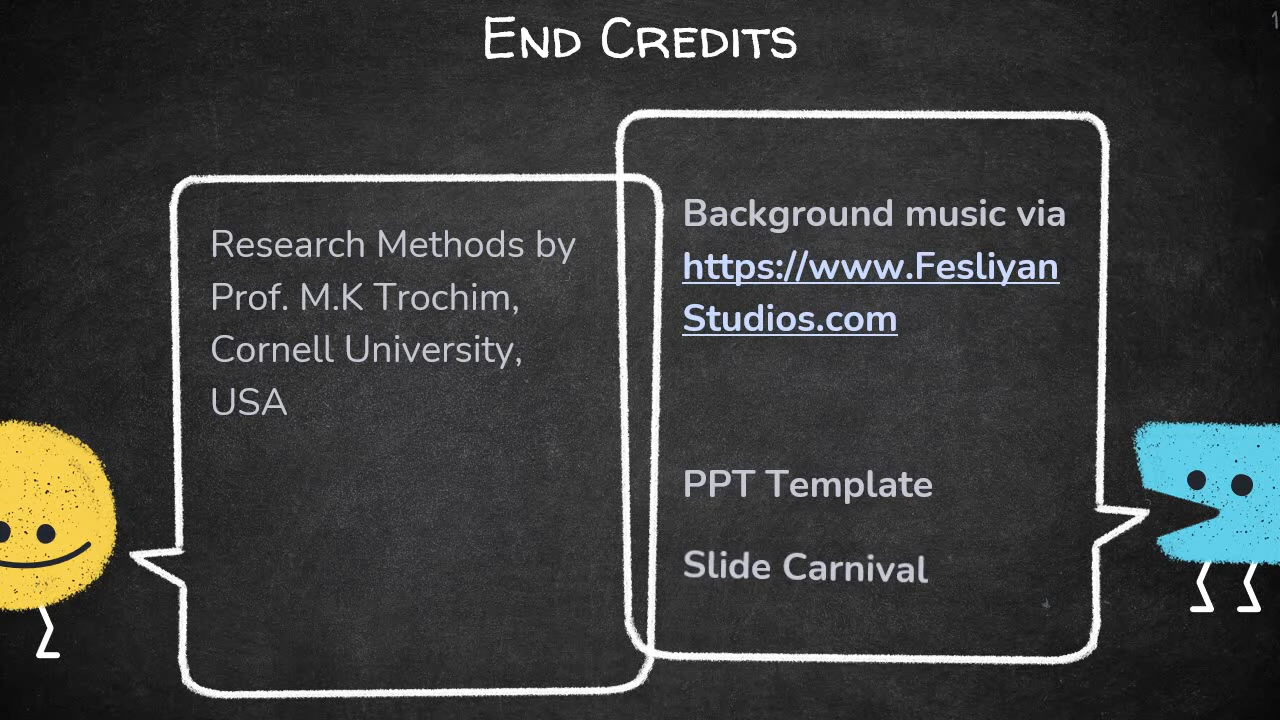 End Credits
Research Methods by
Prof. M.K Trochim,
Cornell University,
USA
Background music via
https://www.Fesliyan
Studios.com
PPT Template
Slide Carnival